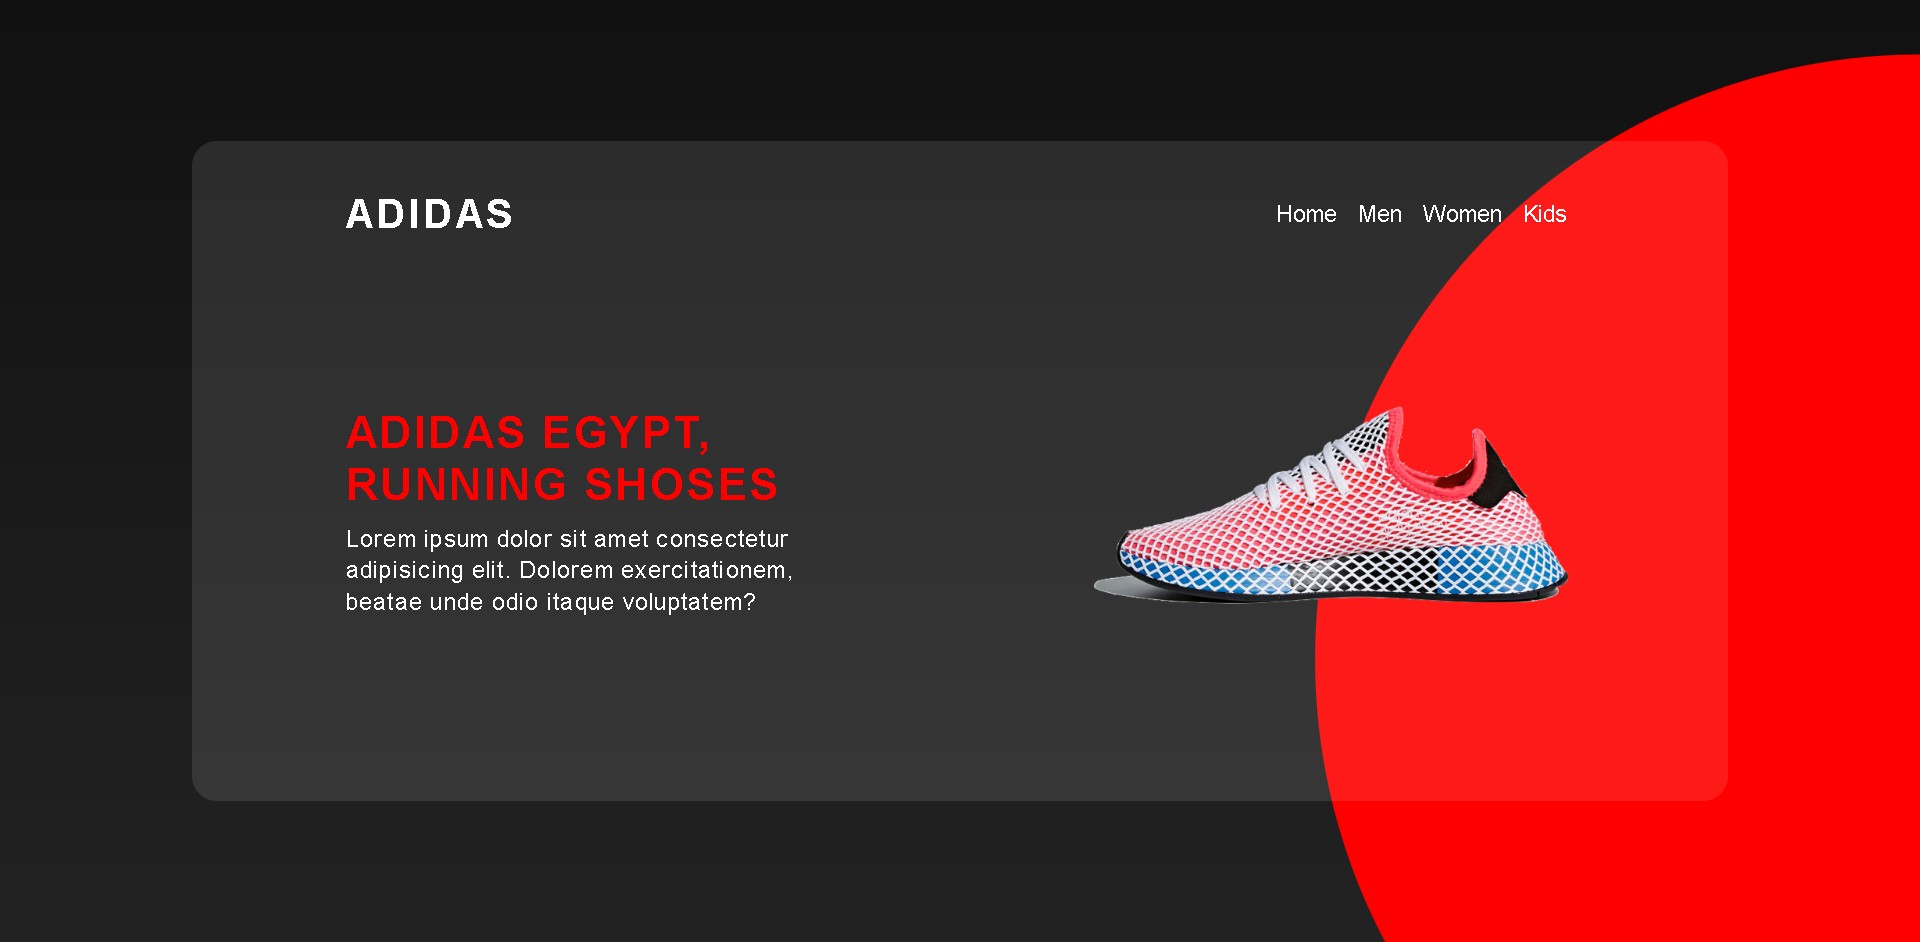 ADIDAS
Home Men Women Kids
ADIDAS EGYPT,
RUNNING SHOSES
Lorem ipsum dolor sit amet consectetur
adipisicing elit. Dolorem exercitationem,
beatae unde odio itaque voluptatem?